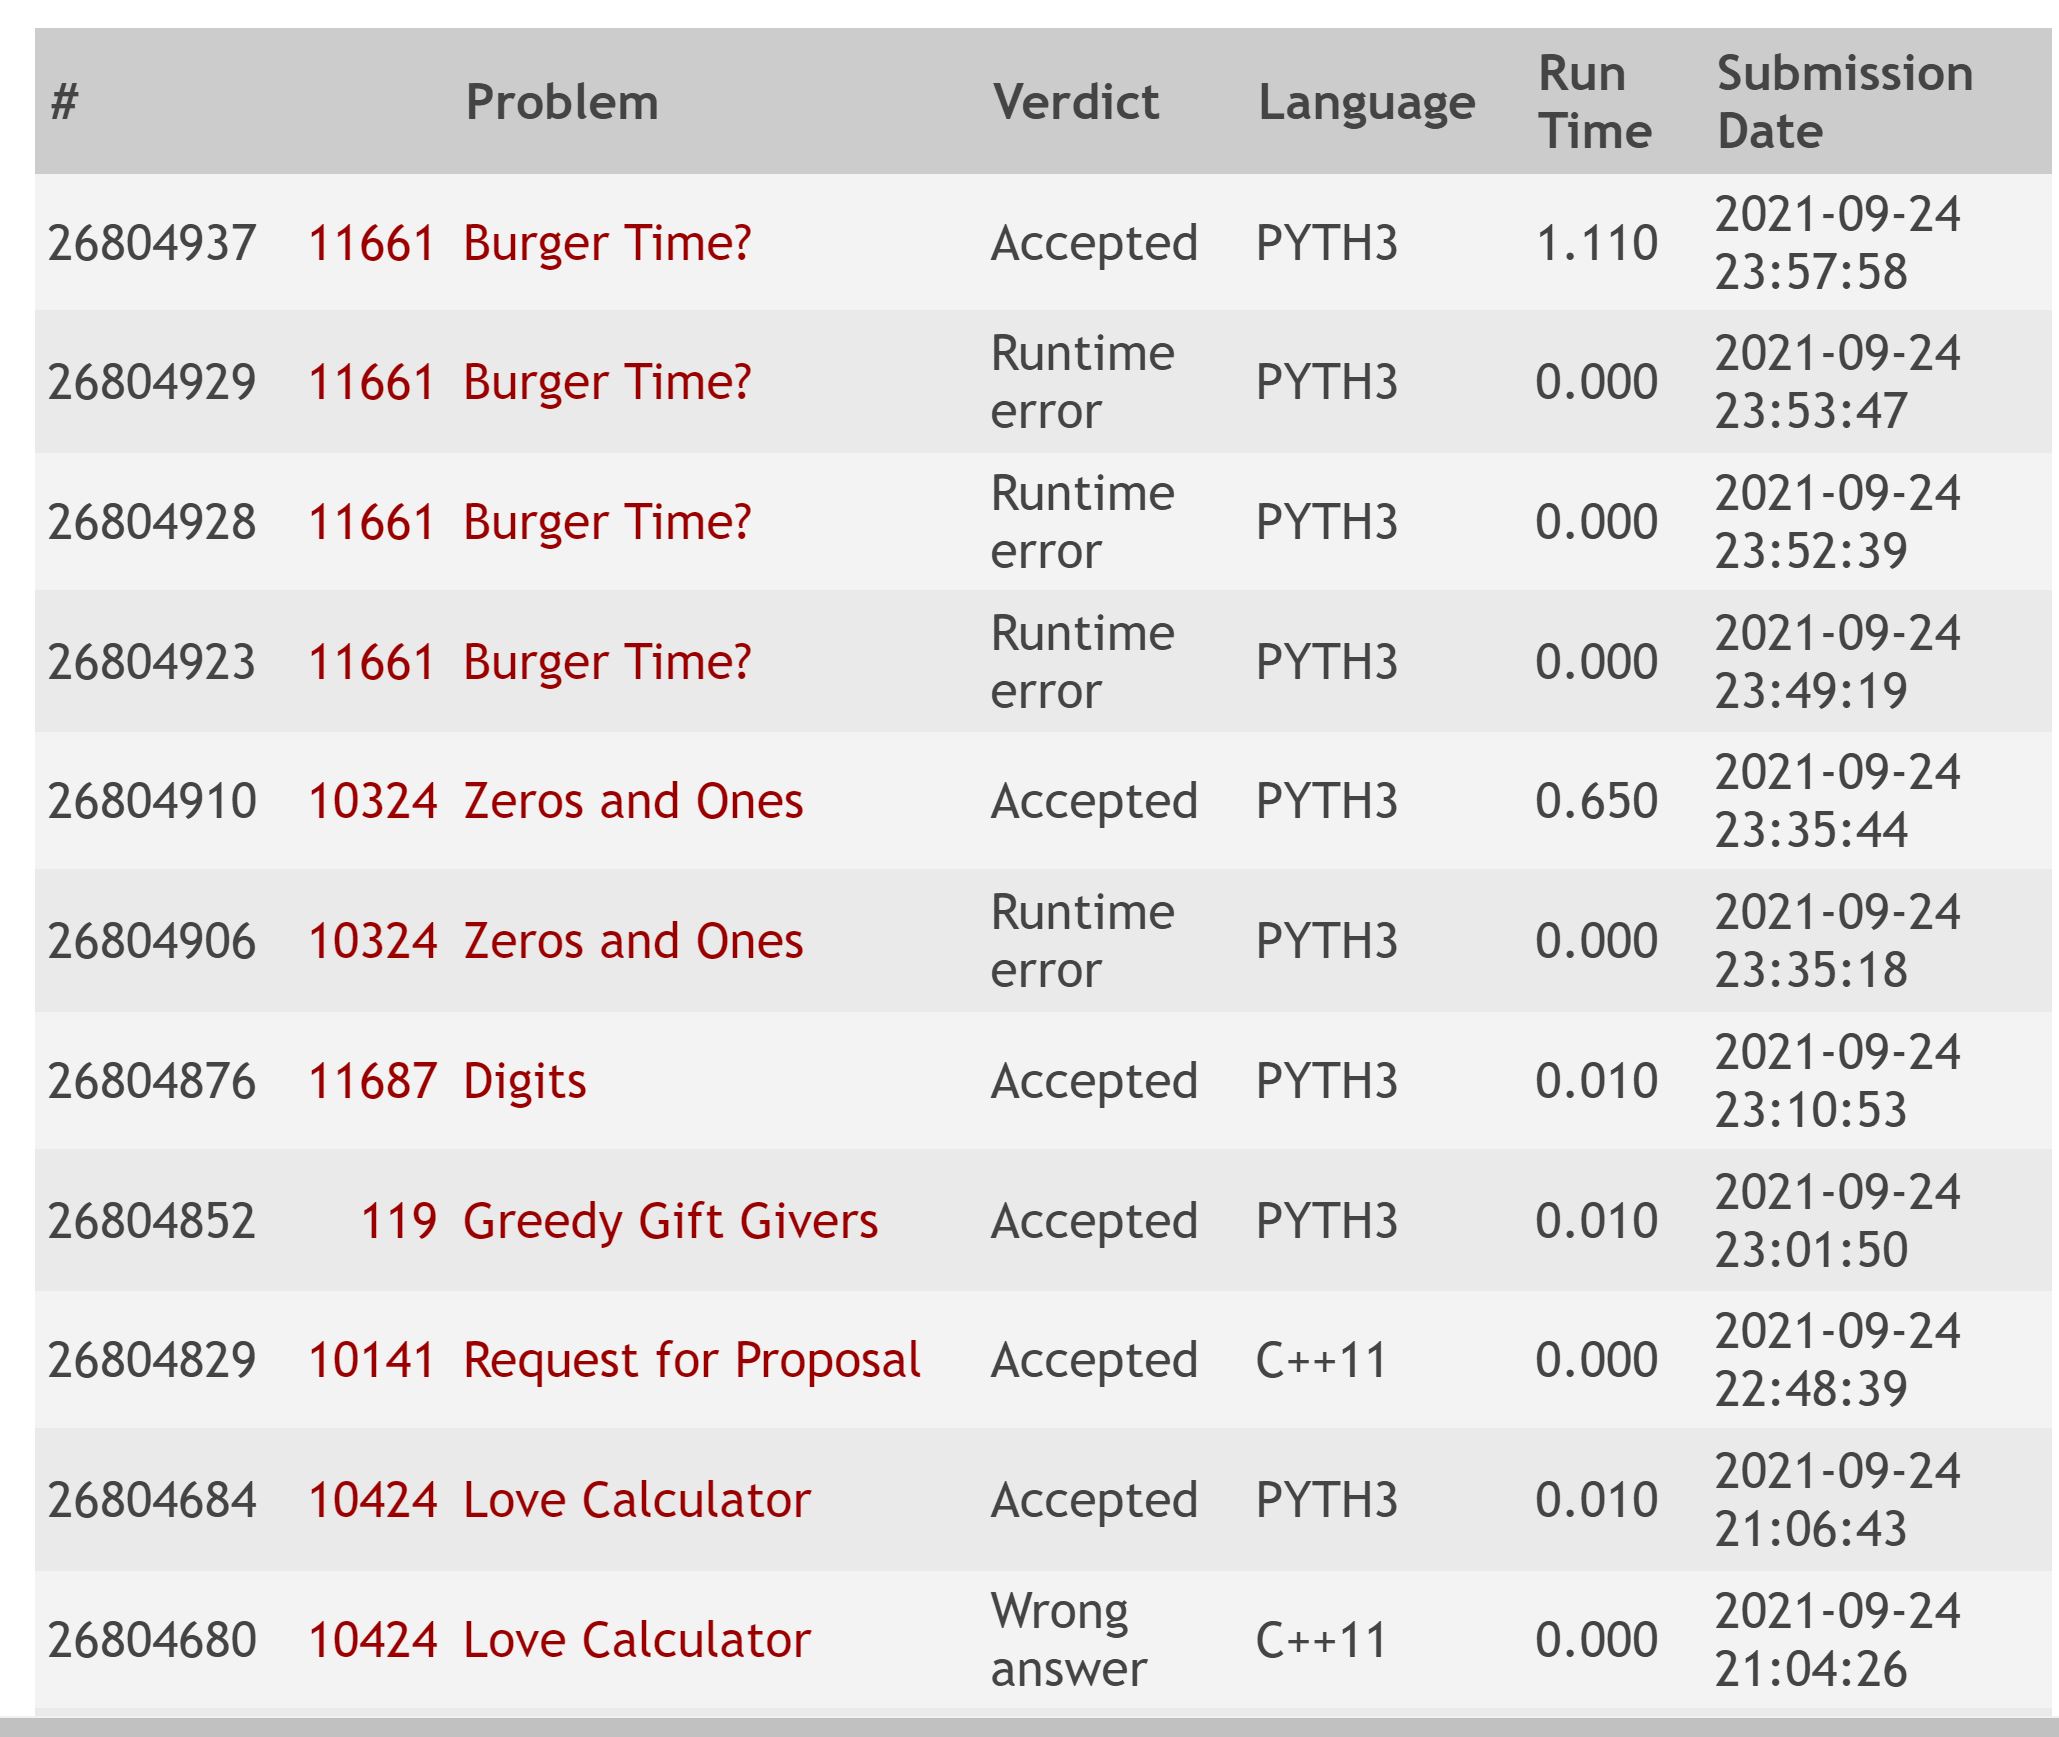 # Problem Verdict Language Run Time Submission Date
26804937 11661 Burger Time? Accepted PYTH3 1.110 2021-09-24 23:57:58
26804929 11661 Burger Time? Runtime error PYTH3 0.000 2021-09-24 23:53:47
26804928 11661 Burger Time? Runtime error PYTH3 0.000 2021-09-24 23:52:39
26804923 11661 Burger Time? Runtime error PYTH3 0.000 2021-09-24 23:49:19
26804910 10324 Zeros and Ones Accepted PYTH3 0.650 2021-09-24 23:35:44
26804906 10324 Zeros and Ones Runtime error PYTH3 0.000 2021-09-24 23:35:18
26804876 11687 Digits Accepted PYTH3 0.010 2021-09-24 23:10:53
26804852 119 Greedy Gift Givers Accepted PYTH3 0.010 2021-09-24 23:01:50
26804829 10141 Request for Proposal Accepted C++11 0.000 2021-09-24 22:48:39
26804684 10424 Love Calculator Accepted PYTH3 0.010 2021-09-24 21:06:43
26804680 10424 Love Calculator Wrong answer C++11 0.000 2021-09-24 21:04:26